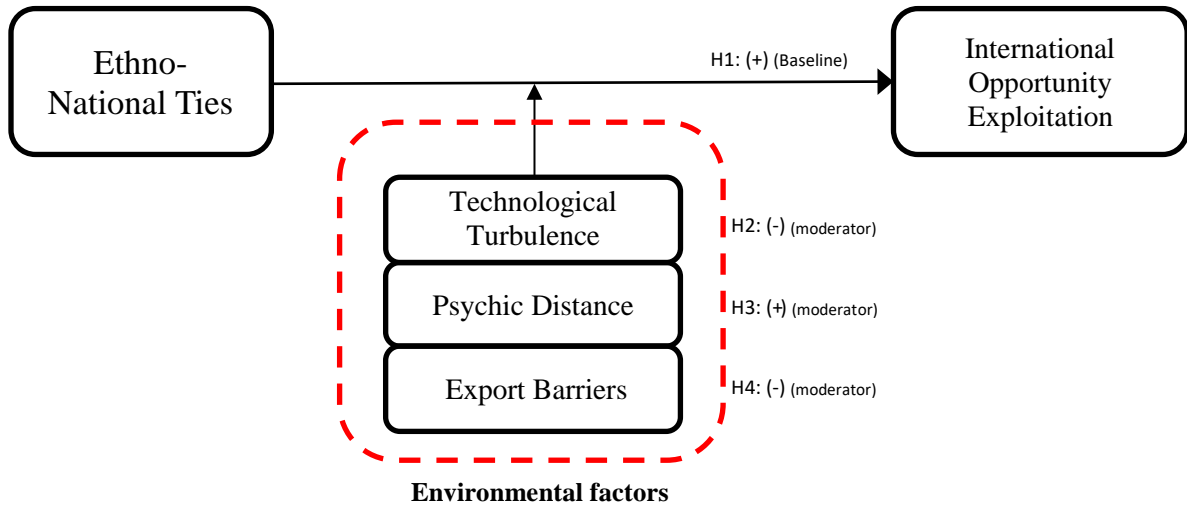 Ethno-
National Ties
H1: (+) (Baseline)
International
Opportunity
Exploitation
Technological
Turbulence
H2: (-) (moderator)
Psychic Distance
H3: (+) (moderator)
Export Barriers
H4: (-) (moderator)
Environmental factors